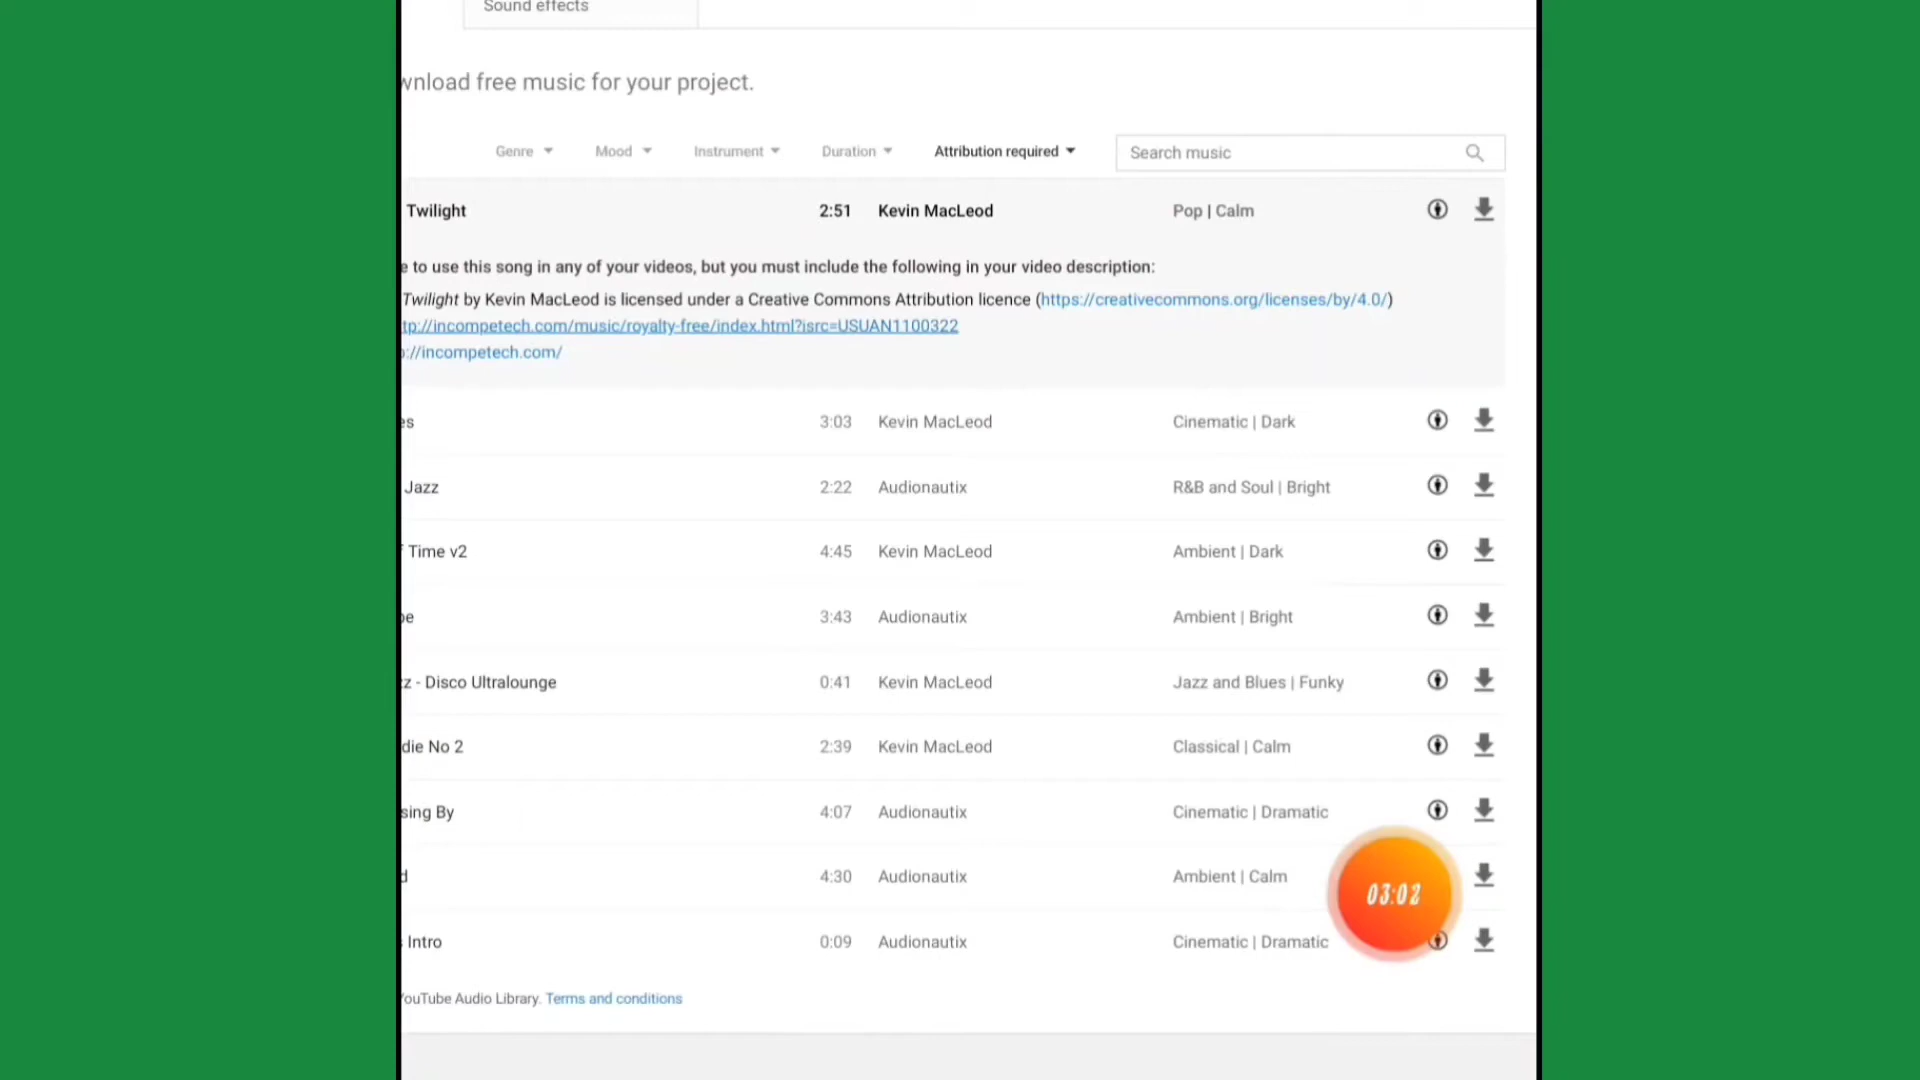 Sound effects
wnload free music for your project.
Genre Mood Instrument Duration Attribution required Search music
Twilight 2:51 Kevin MacLeod Pop | Calm
e to use this song in any of your videos, but you must include the following in your video description:
Twilight by Kevin MacLeod is licensed under a Creative Commons Attribution licence (https://creativecommons.org/licenses/by/4.0/)
tp://incompetech.com/music/royalty-free/index.html?isrc=USUAN1100322
://incompetech.com/
es 3:03 Kevin MacLeod Cinematic | Dark
Jazz 2:22 Audionautix R&B and Soul | Bright
Time v2 4:45 Kevin MacLeod Ambient | Dark
pe 3:43 Audionautix Ambient | Bright
zz - Disco Ultralounge 0:41 Kevin MacLeod Jazz and Blues | Funky
die No 2 2:39 Kevin MacLeod Classical | Calm
sing By 4:07 Audionautix Cinematic | Dramatic
d 4:30 Audionautix Ambient | Calm
03:02
Intro 0:09 Audionautix Cinematic | Dramatic
YouTube Audio Library. Terms and conditions